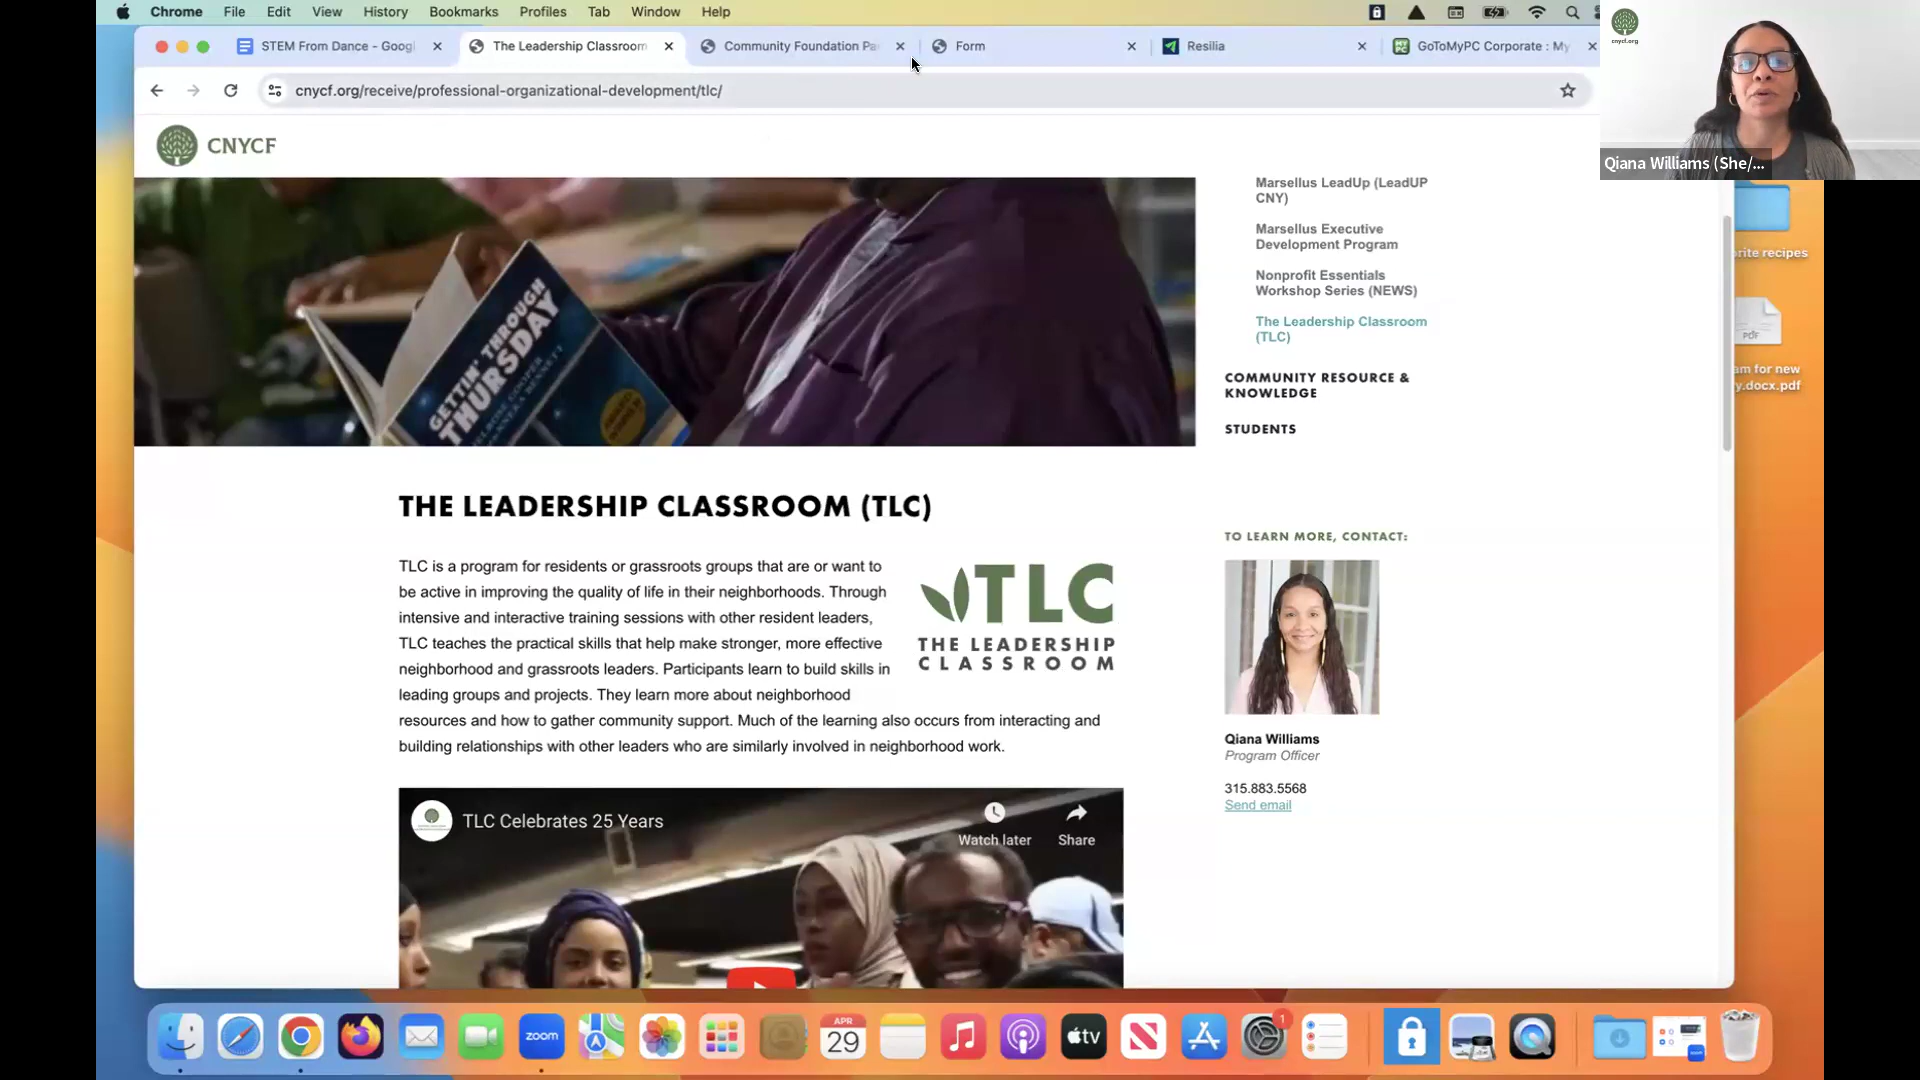 Chrome File Edit View History Bookmarks Profiles Tab Window Help
STEM From Dance - Googl
The Leadership Classroom
Community Foundation Pa
Form
Resilia
GoToMyPC Corporate : My
cnycf.org/receive/professional-organizational-development/tlc/
cnycf.org
Qiana Williams (She/...
CNYCF
Marsellus LeadUp (LeadUP
CNY)
Marsellus Executive
Development Program
Nonprofit Essentials
Workshop Series (NEWS)
The Leadership Classroom
(TLC)
COMMUNITY RESOURCE &
KNOWLEDGE
STUDENTS
rite recipes
PDF
am for new
y.docx.pdf
GETTIN' THROUGH
THURSDAY
THE LEADERSHIP CLASSROOM (TLC)
TLC is a program for residents or grassroots groups that are or want to
be active in improving the quality of life in their neighborhoods. Through
intensive and interactive training sessions with other resident leaders,
TLC teaches the practical skills that help make stronger, more effective
neighborhood and grassroots leaders. Participants learn to build skills in
leading groups and projects. They learn more about neighborhood
resources and how to gather community support. Much of the learning also occurs from interacting and
building relationships with other leaders who are similarly involved in neighborhood work.
TLC
THE LEADERSHIP
CLASSROOM
TO LEARN MORE, CONTACT:
Qiana Williams
Program Officer
315.883.5568
Send email
TLC Celebrates 25 Years
Watch later
Share
zoom
APR
29
tv
1